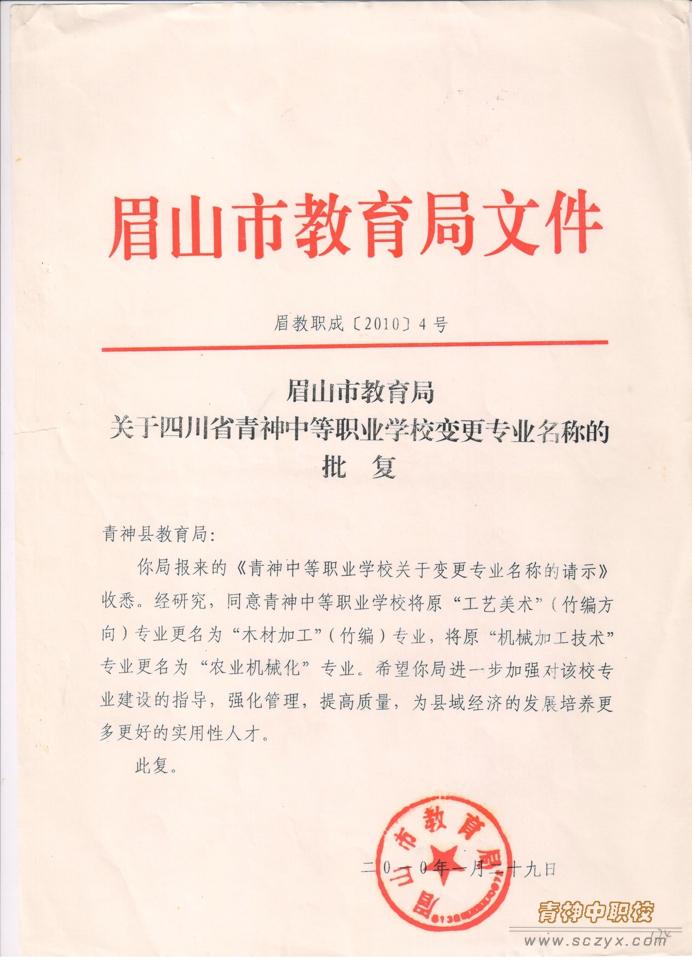 眉山市教育局文件
眉教职成〔2010〕4号
眉山市教育局
关于四川省青神中等职业学校变更专业名称的
批 复
青神县教育局：
你局报来的《青神中等职业学校关于变更专业名称的请示》
收悉。经研究，同意青神中等职业学校将原“工艺美术”（竹编方
向）专业更名为“木材加工”（竹编）专业，将原“机械加工技术”
专业更名为“农业机械化”专业。希望你局进一步加强对该校专
业建设的指导，强化管理，提高质量，为县域经济的发展培养更
多更好的实用性人才。
此复。
眉山市教育局
二〇一〇年一月二十九日
青神中职校
www.sczyx.com